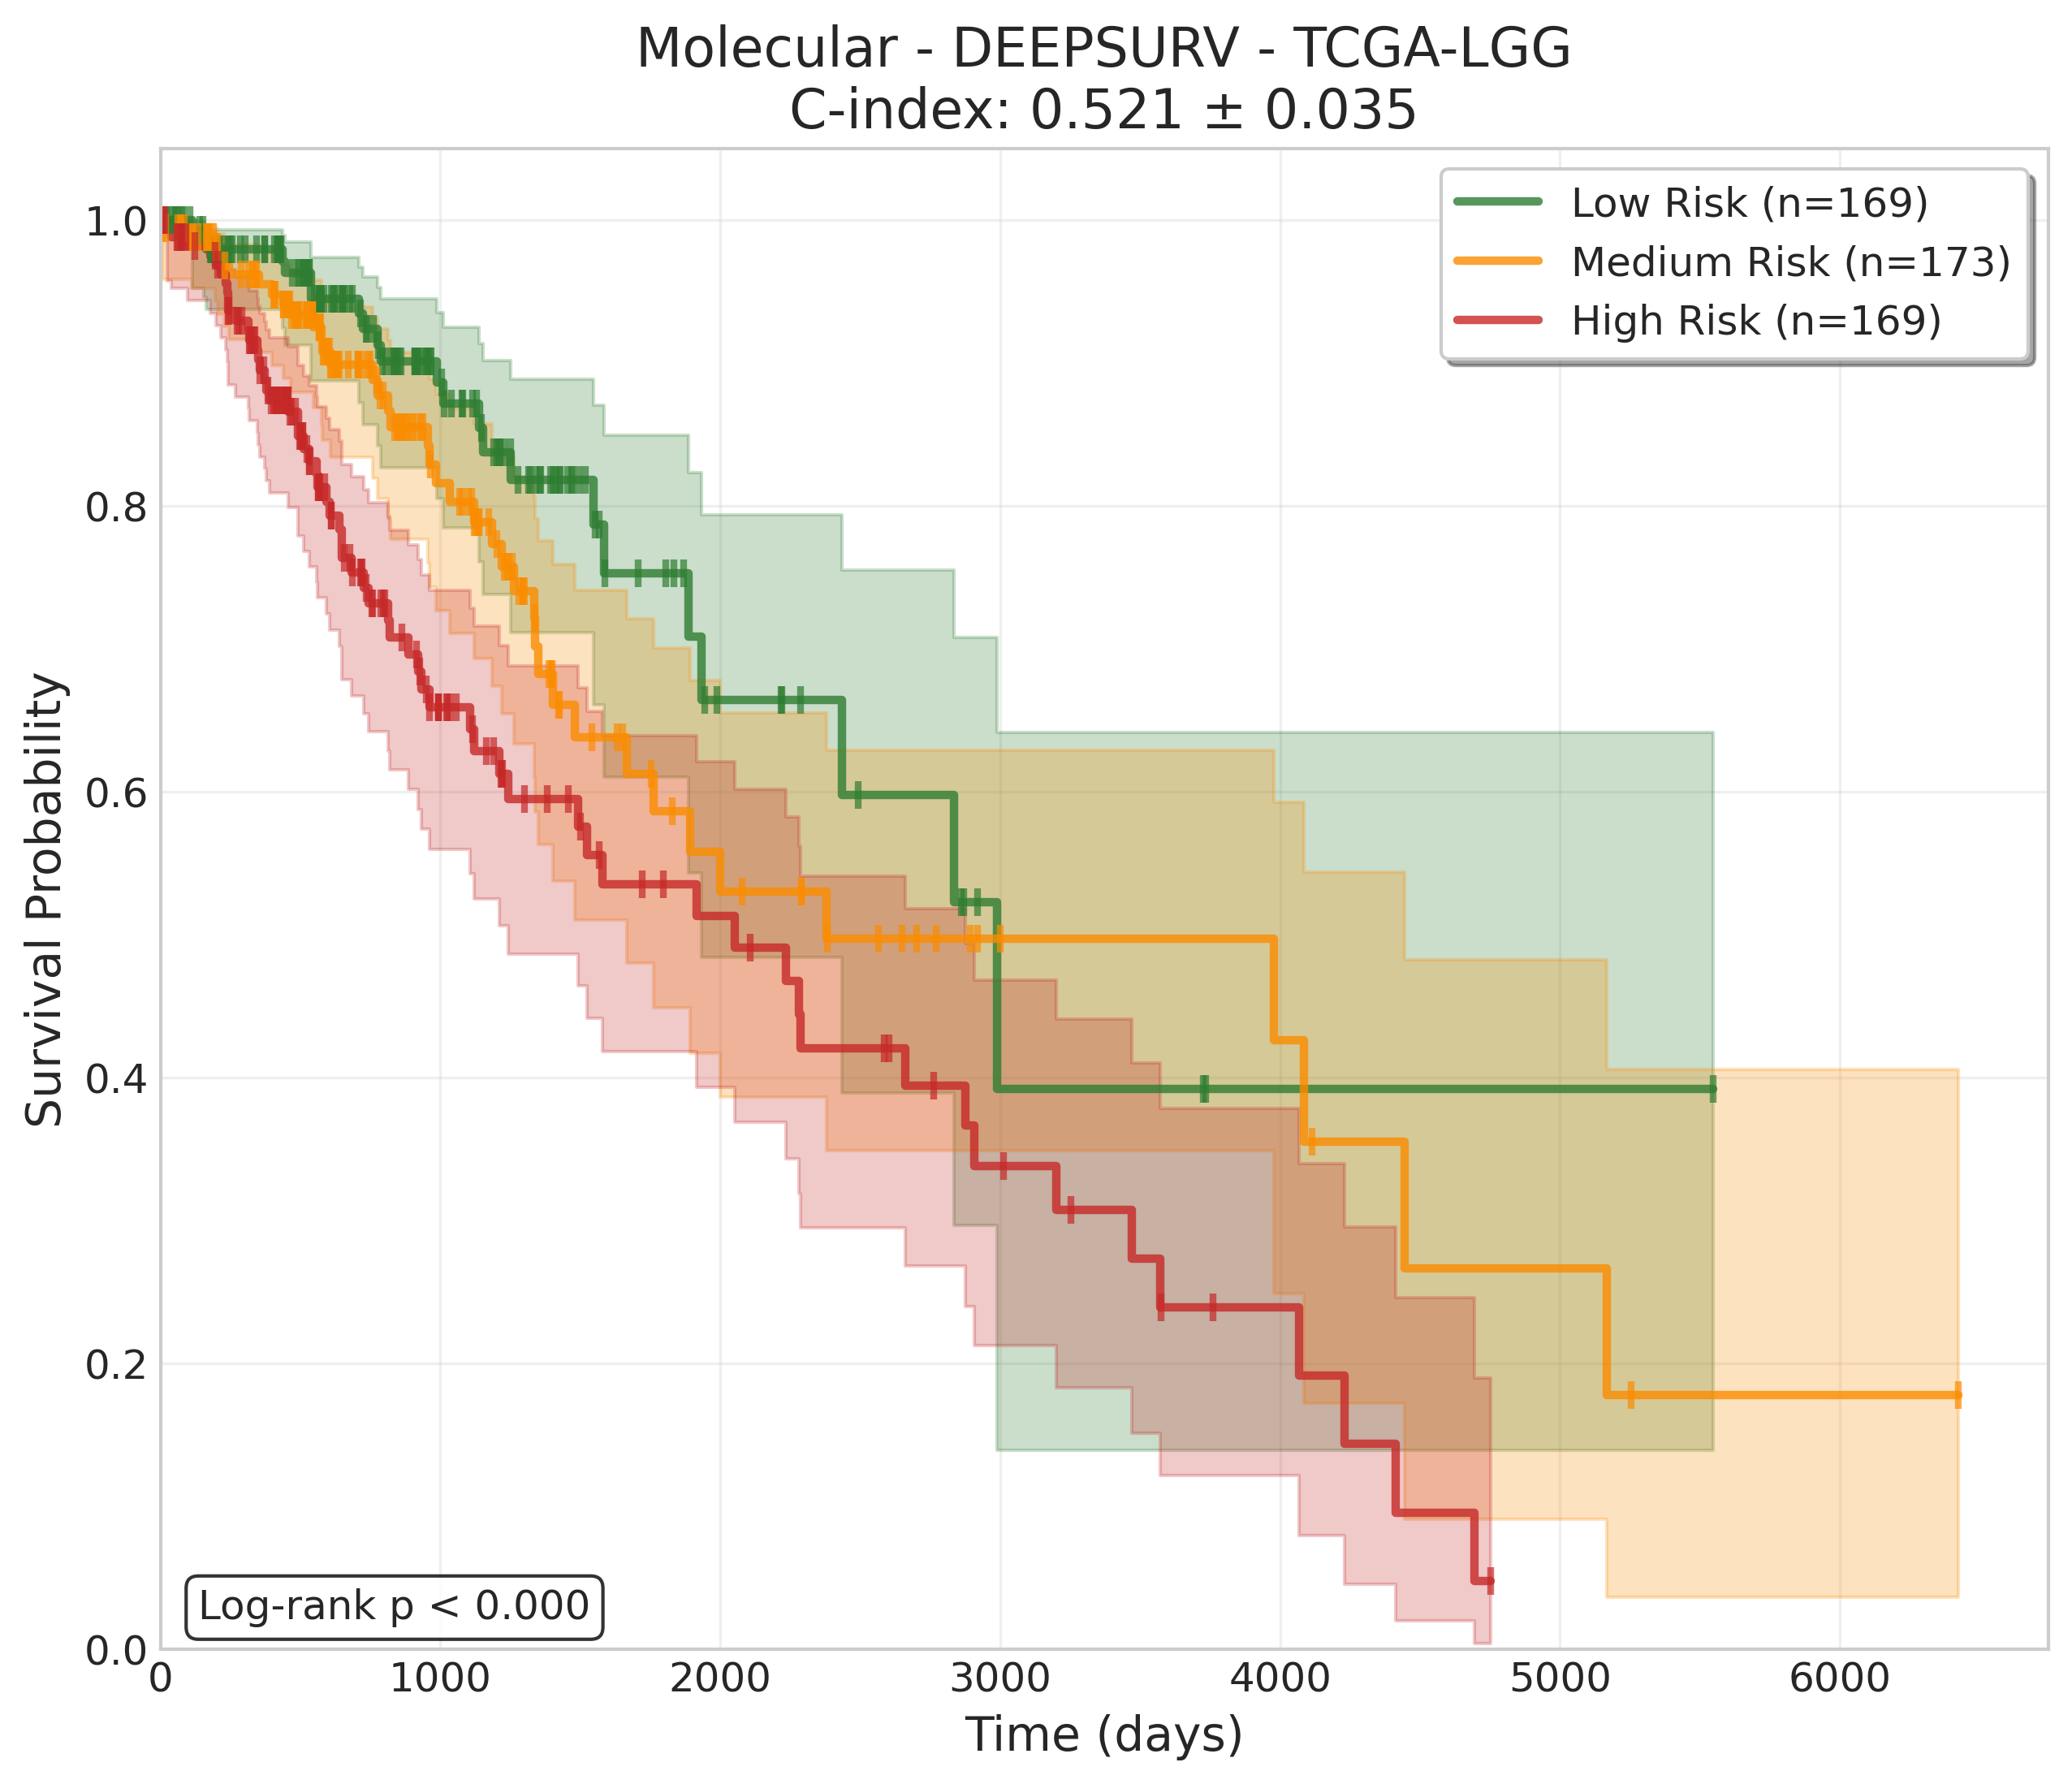 Molecular - DEEPSURV - TCGA-LGG
C-index: 0.521 ± 0.035
Low Risk (n=169)
Medium Risk (n=173)
High Risk (n=169)
Survival Probability
1.0
0.8
0.6
0.4
0.2
0.0
Log-rank p < 0.000
0 1000 2000 3000 4000 5000 6000
Time (days)